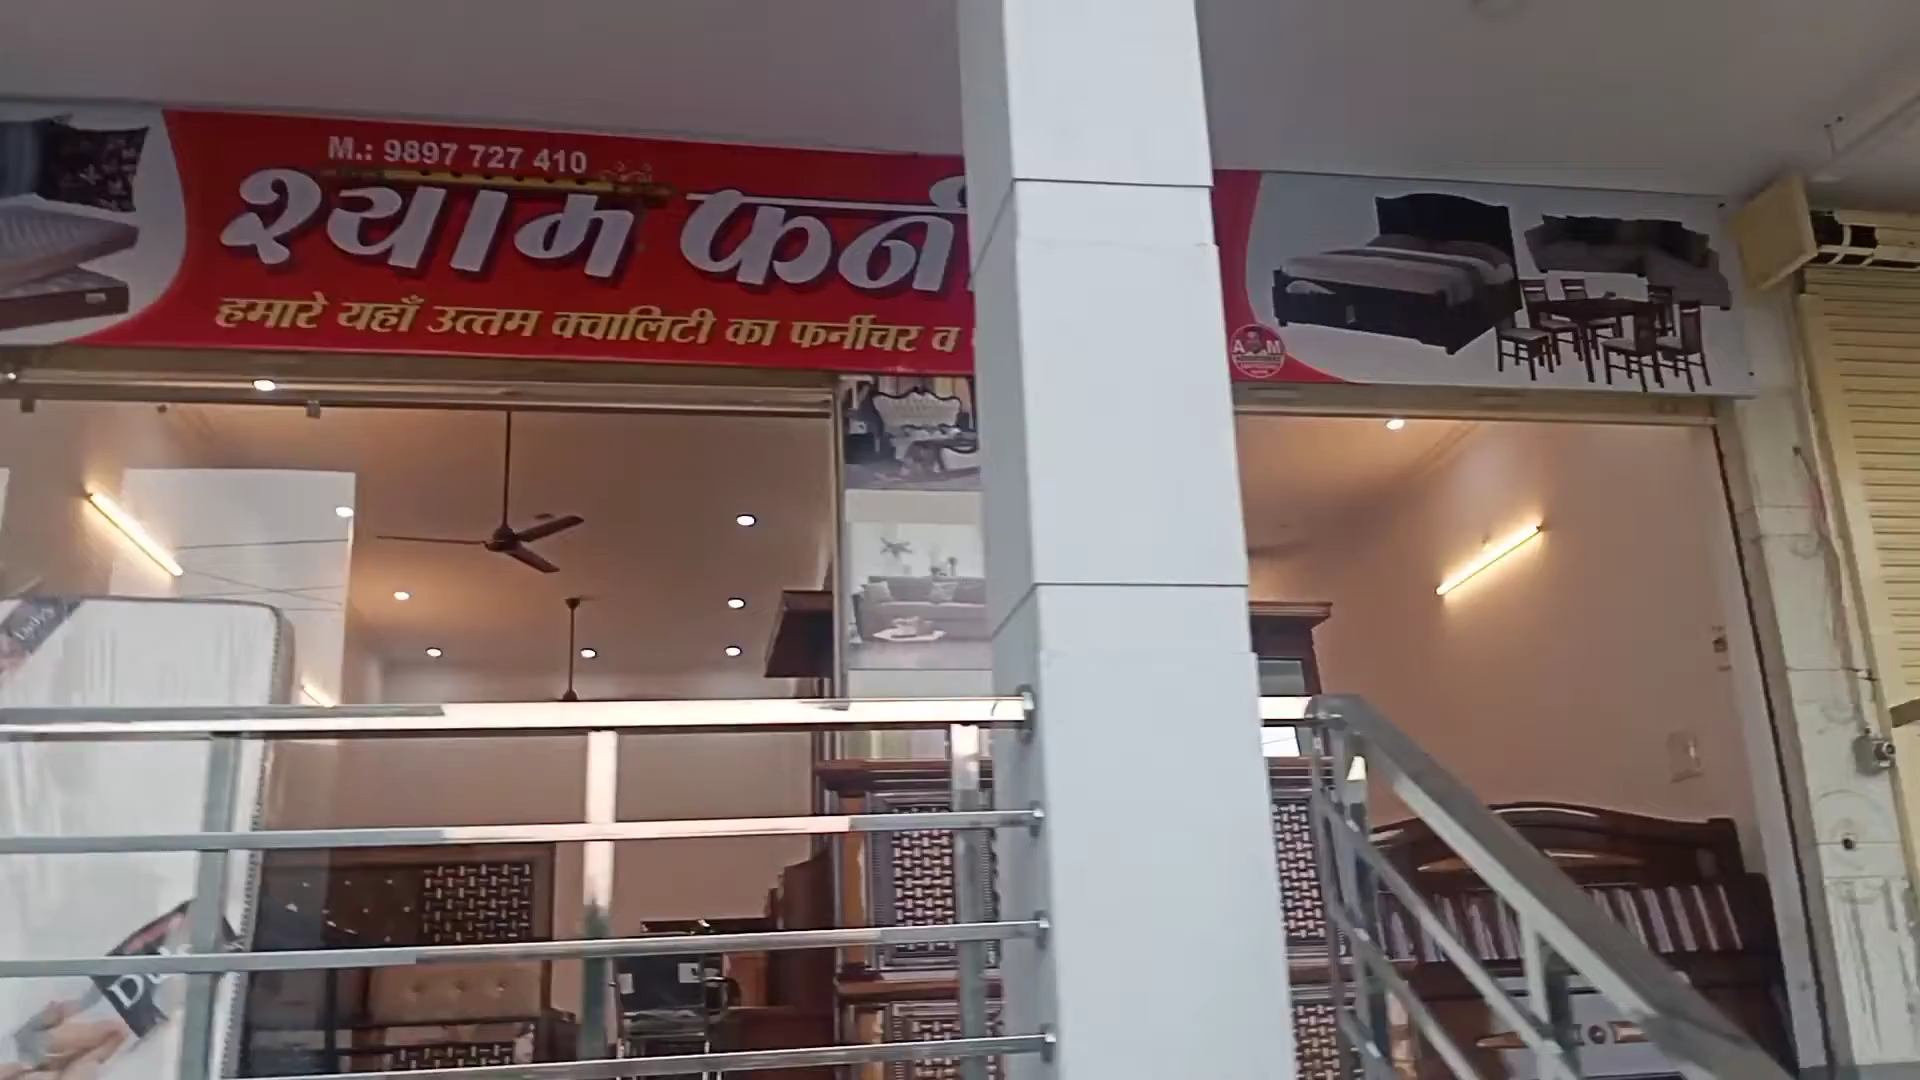 M.: 9897 727 410
श्याम फर्नी
हमारे यहाँ उत्तम क्वालिटी का फर्नीचर व
A M